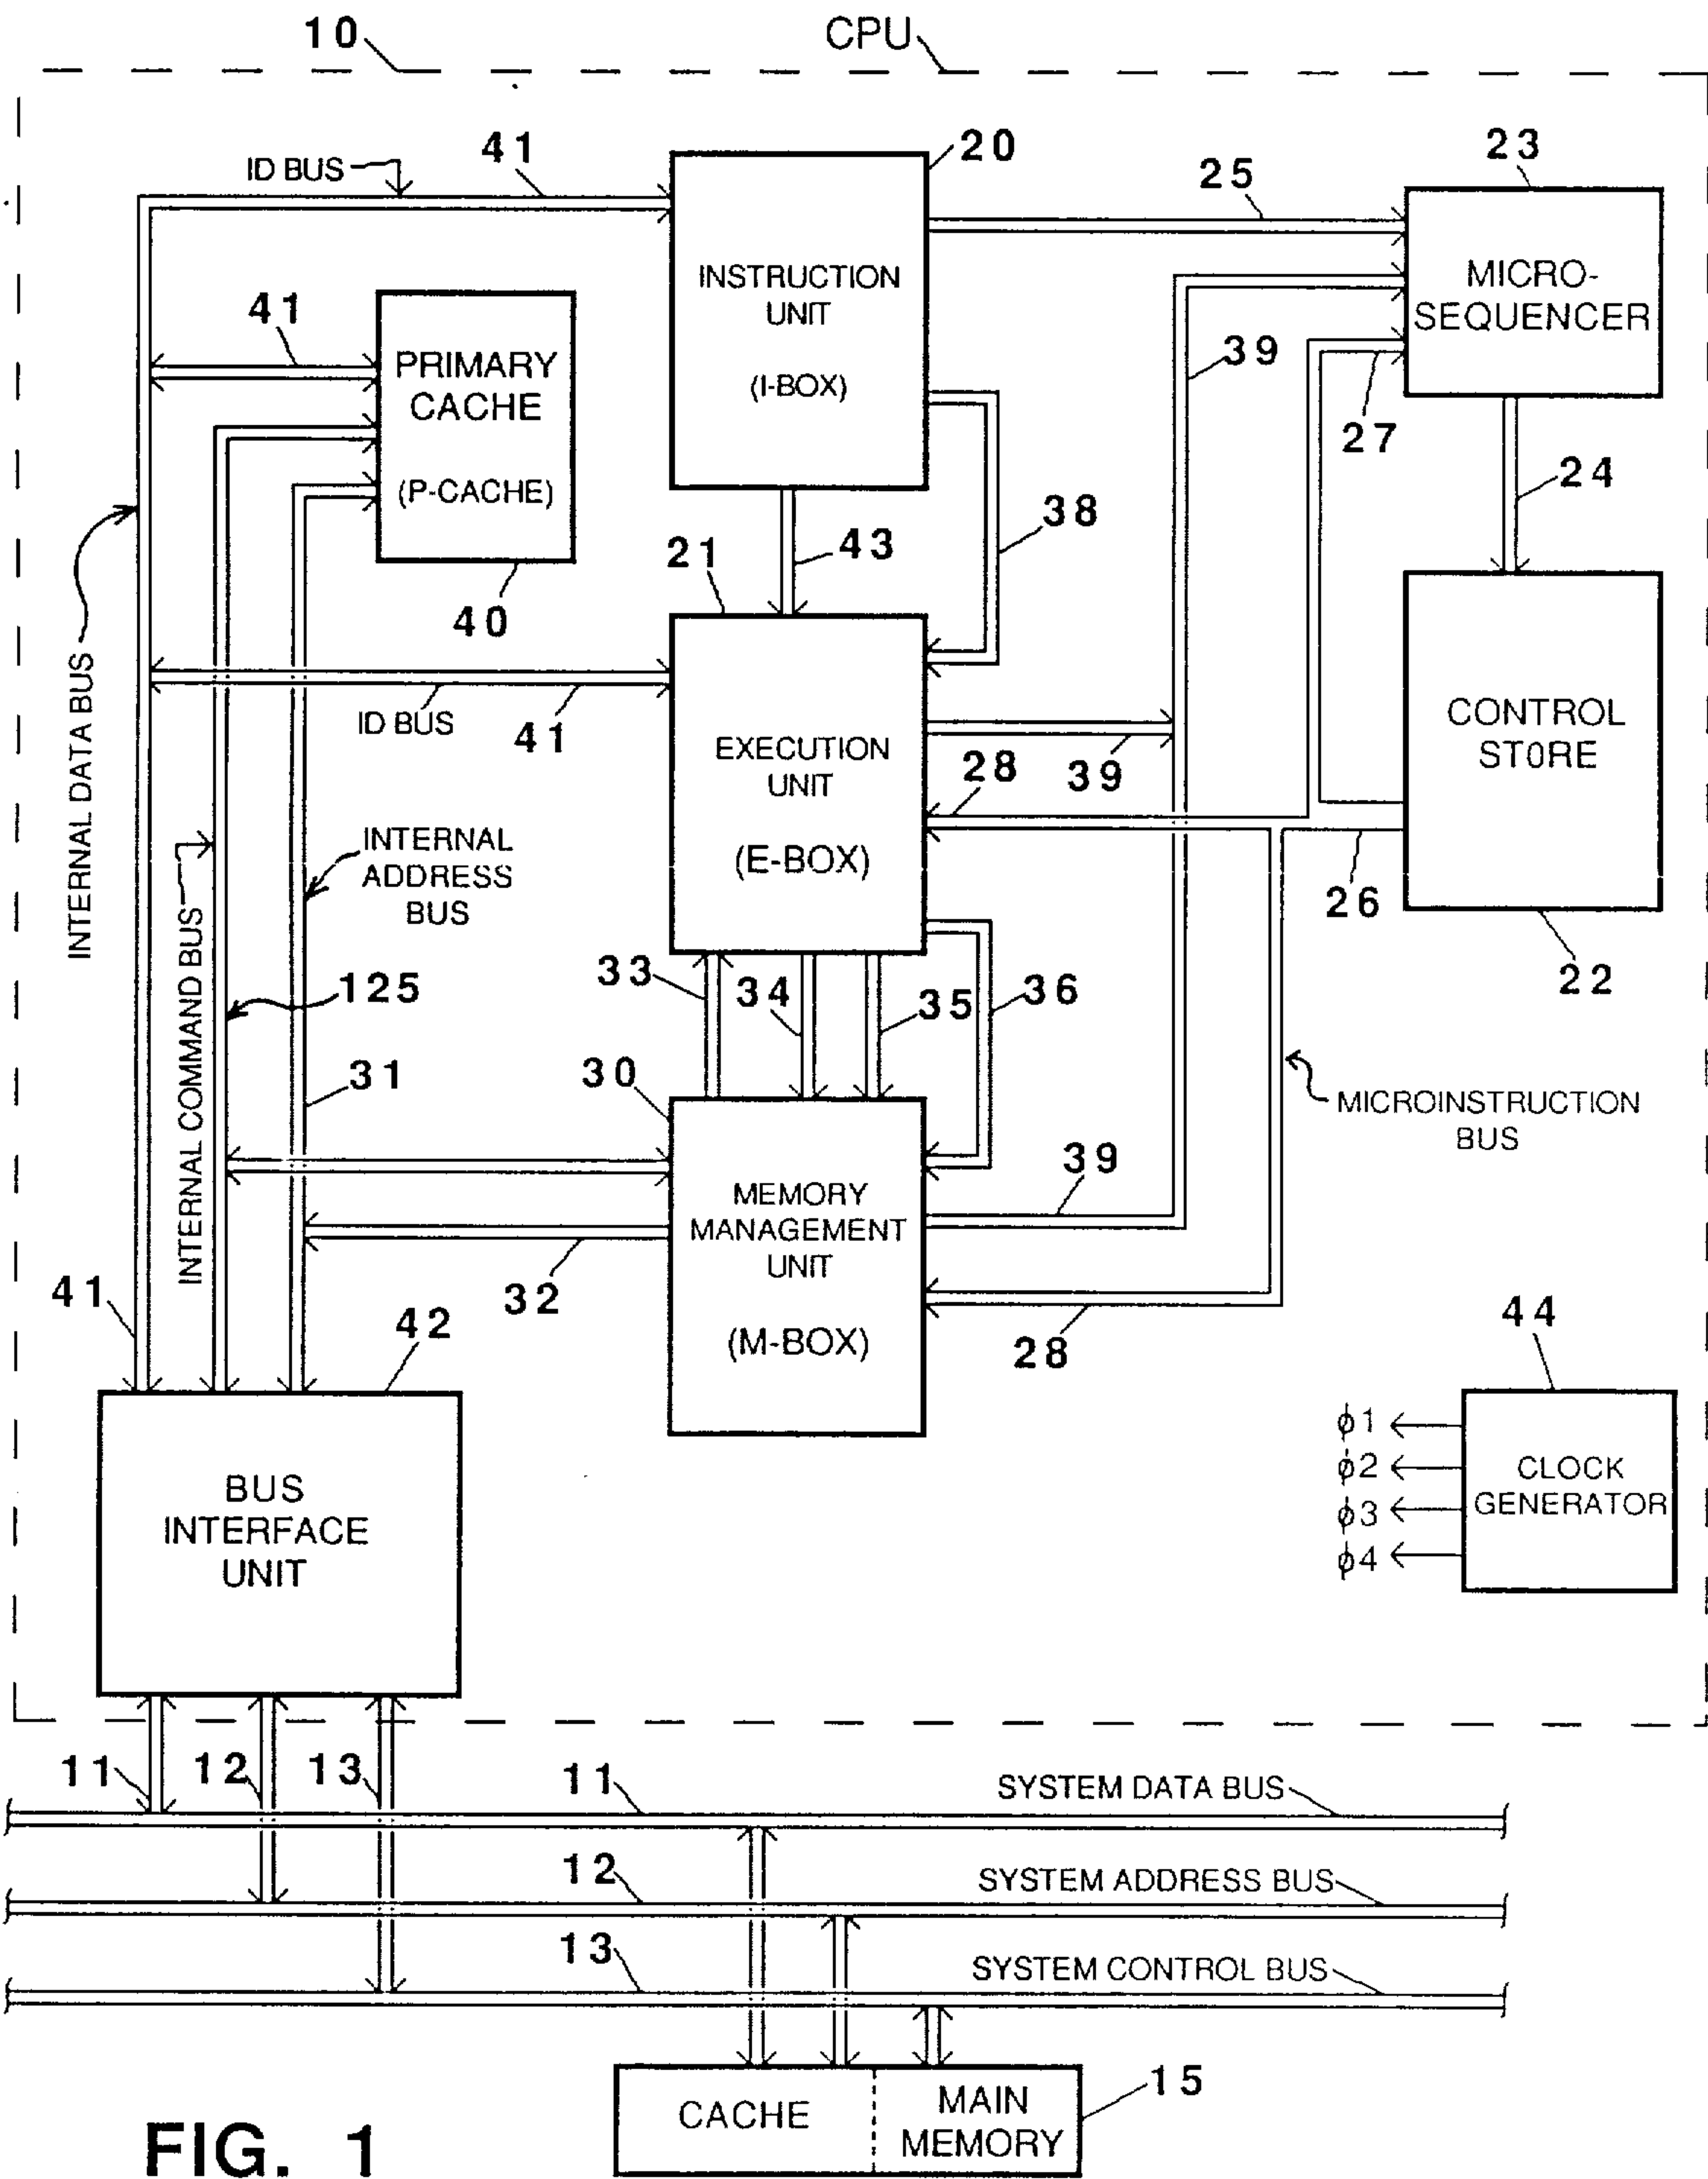 10
CPU
ID BUS
41
20
25
23
INSTRUCTION
UNIT
(I-BOX)
MICRO-
SEQUENCER
41
PRIMARY
CACHE
(P-CACHE)
40
39
27
24
38
43
21
INTERNAL DATA BUS
ID BUS
41
EXECUTION
UNIT
(E-BOX)
28
39
CONTROL
STORE
26
22
INTERNAL
ADDRESS
BUS
INTERNAL COMMAND BUS
125
33
34
35
36
31
30
MICROINSTRUCTION
BUS
MEMORY
MANAGEMENT
UNIT
(M-BOX)
39
32
28
41
42
44
BUS
INTERFACE
UNIT
ϕ1
ϕ2
ϕ3
ϕ4
CLOCK
GENERATOR
11
12
13
11
SYSTEM DATA BUS
12
SYSTEM ADDRESS BUS
13
SYSTEM CONTROL BUS
CACHE
MAIN
MEMORY
15
FIG. 1